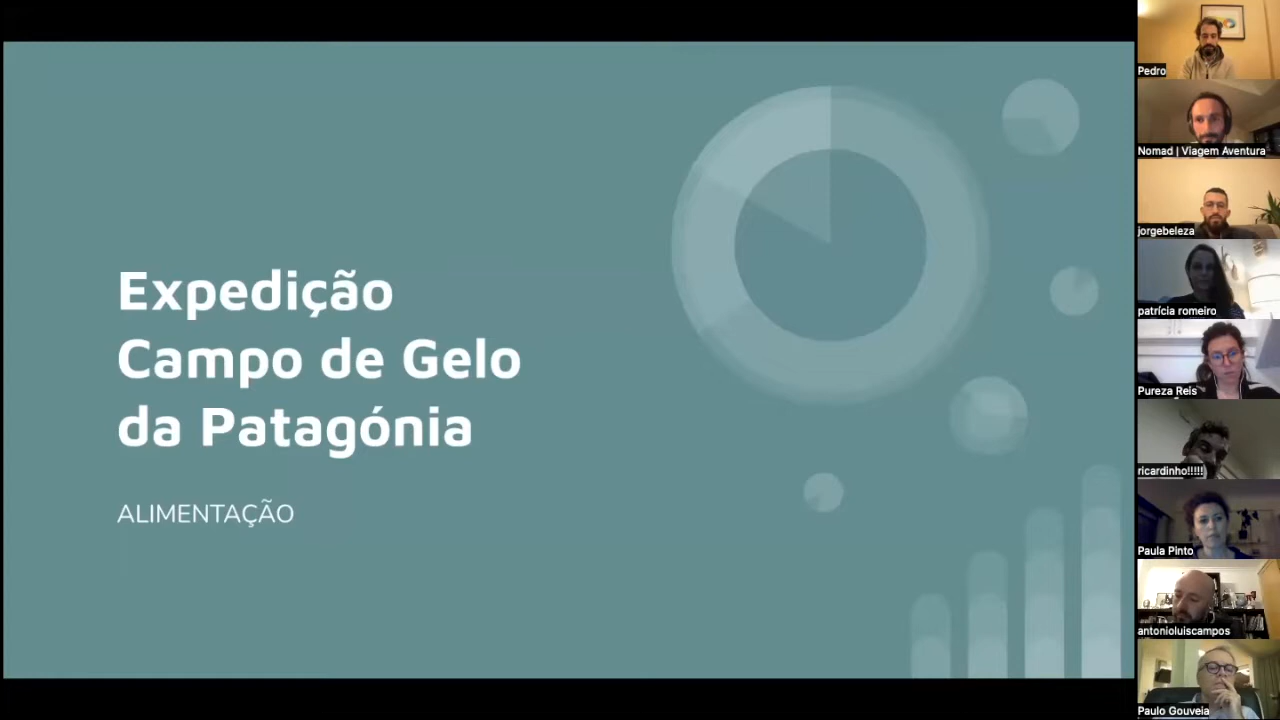 Expedição
Campo de Gelo
da Patagónia
ALIMENTAÇÃO
Pedro
Nomad | Viagem Aventura
jorgebeleza
patrícia romeiro
Pureza Reis
ricardinho!!!!!
Paula Pinto
antonioluiscampos
Paulo Gouveia